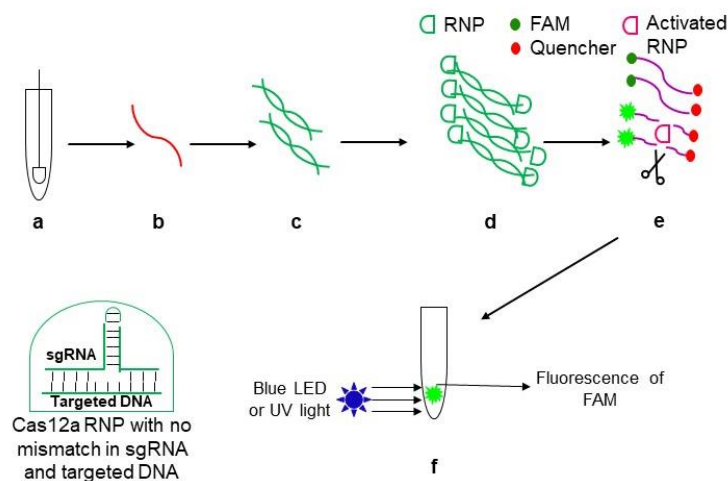 RNP
FAM
Quencher
Activated
RNP
a
b
c
d
e
sgRNA
Targeted DNA
Cas12a RNP with no
mismatch in sgRNA
and targeted DNA
Blue LED
or UV light
Fluorescence of
FAM
f